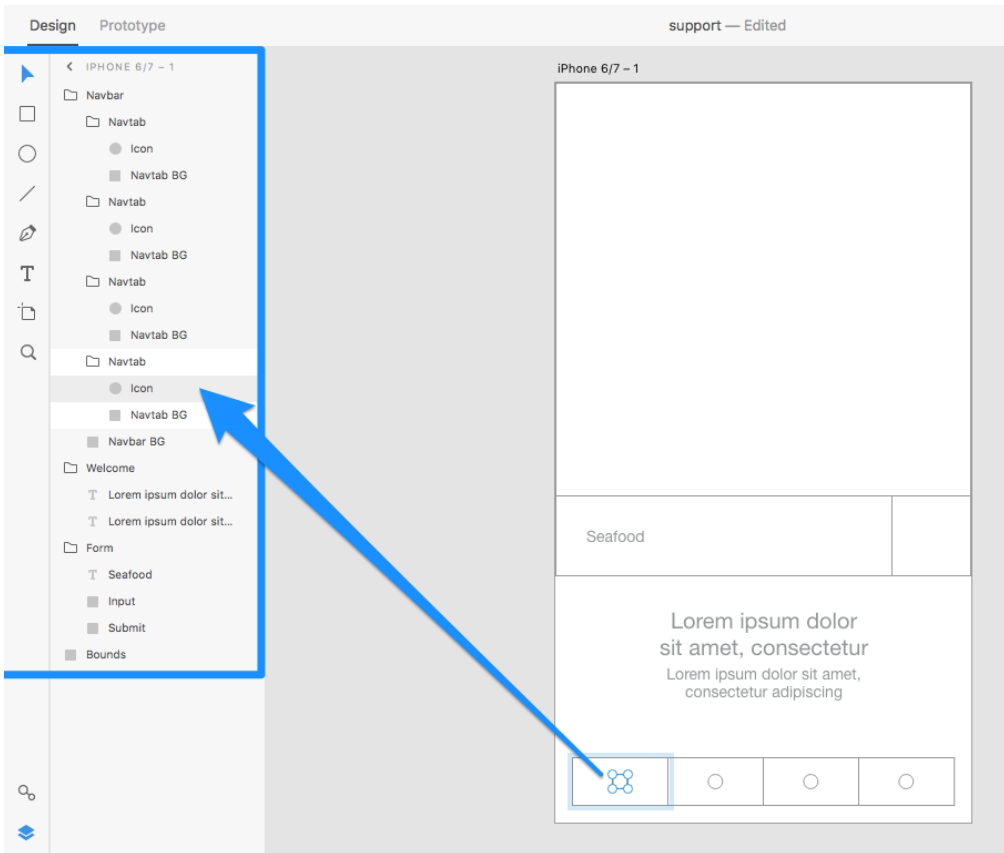 Design Prototype support — Edited
IPHONE 6/7 – 1
Navbar
Navtab
Icon
Navtab BG
Navtab
Icon
Navtab BG
Navtab
Icon
Navtab BG
Navtab
Icon
Navtab BG
Navbar BG
Welcome
Lorem ipsum dolor sit...
Lorem ipsum dolor sit...
Form
Seafood
Input
Submit
Bounds
iPhone 6/7 – 1
Seafood
Lorem ipsum dolor
sit amet, consectetur
Lorem ipsum dolor sit amet,
consectetur adipiscing